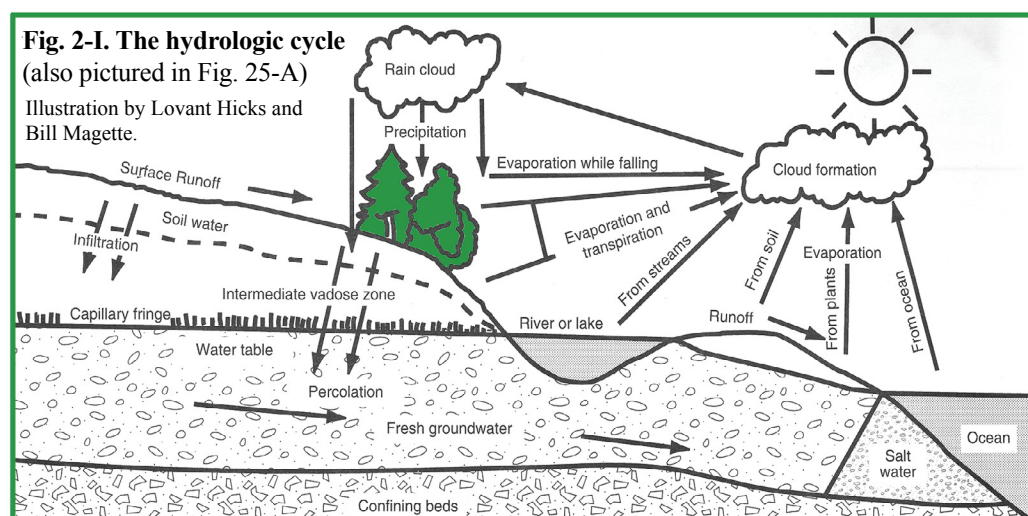 Fig. 2-I. The hydrologic cycle
(also pictured in Fig. 25-A)
Illustration by Lovant Hicks and
Bill Magette.
Rain cloud
Precipitation
Evaporation while falling
Cloud formation
Surface Runoff
Soil water
Infiltration
Evaporation and
transpiration
From streams
From soil
Evaporation
From plants
From ocean
Intermediate vadose zone
Capillary fringe
River or lake
Runoff
Water table
Percolation
Fresh groundwater
Ocean
Salt
water
Confining beds